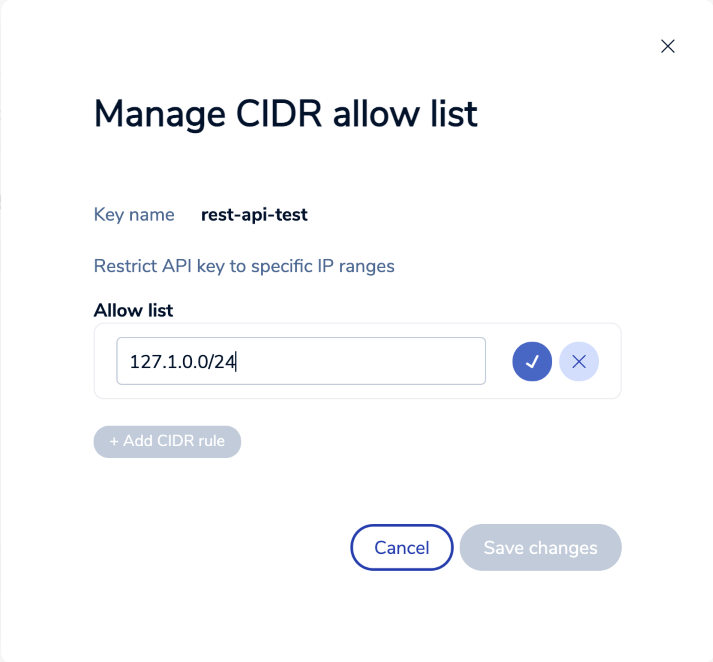 Manage CIDR allow list
Key name rest-api-test
Restrict API key to specific IP ranges
Allow list
127.1.0.0/24
+ Add CIDR rule
Cancel Save changes